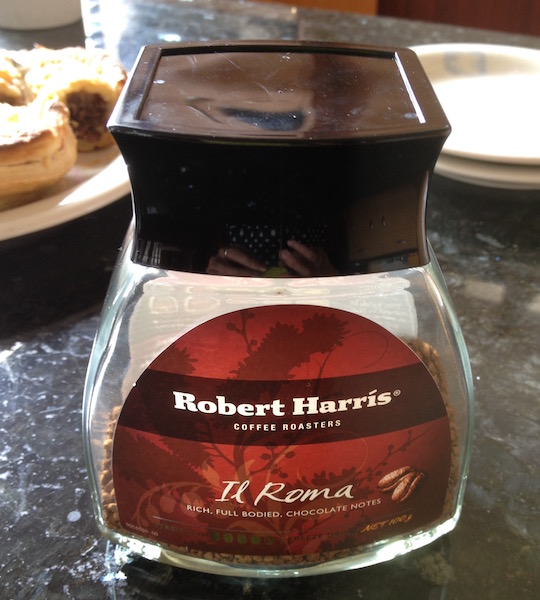 Robert Harris®
COFFEE ROASTERS
Il Roma
RICH, FULL BODIED, CHOCOLATE NOTES
NET 100g